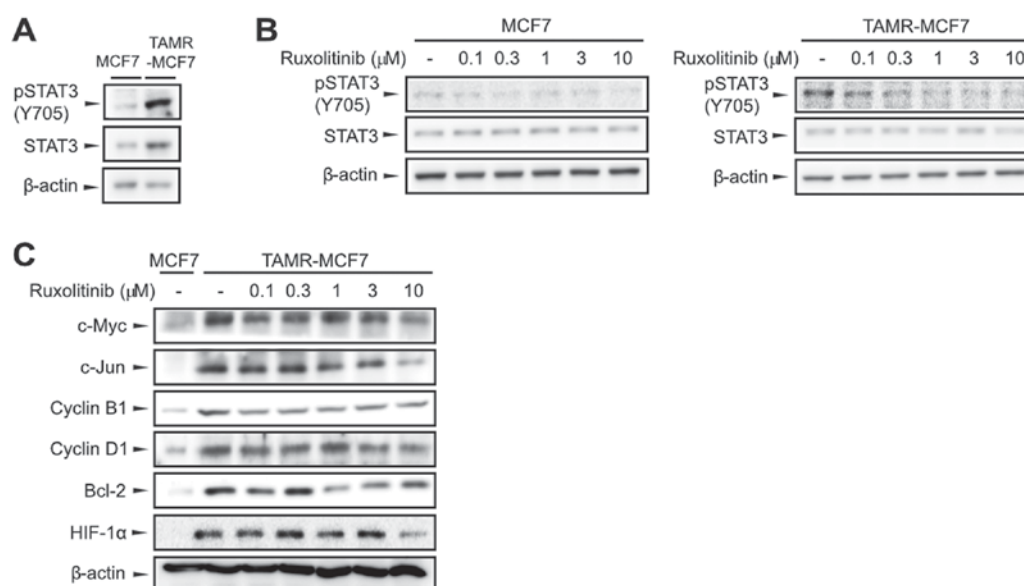 A
MCF7
TAMR
-MCF7
pSTAT3
(Y705)
STAT3
β-actin
B
MCF7
Ruxolitinib (μM) - 0.1 0.3 1 3 10
pSTAT3
(Y705)
STAT3
β-actin
TAMR-MCF7
Ruxolitinib (μM) - 0.1 0.3 1 3 10
pSTAT3
(Y705)
STAT3
β-actin
C
MCF7 TAMR-MCF7
Ruxolitinib (μM) - - 0.1 0.3 1 3 10
c-Myc
c-Jun
Cyclin B1
Cyclin D1
Bcl-2
HIF-1α
β-actin